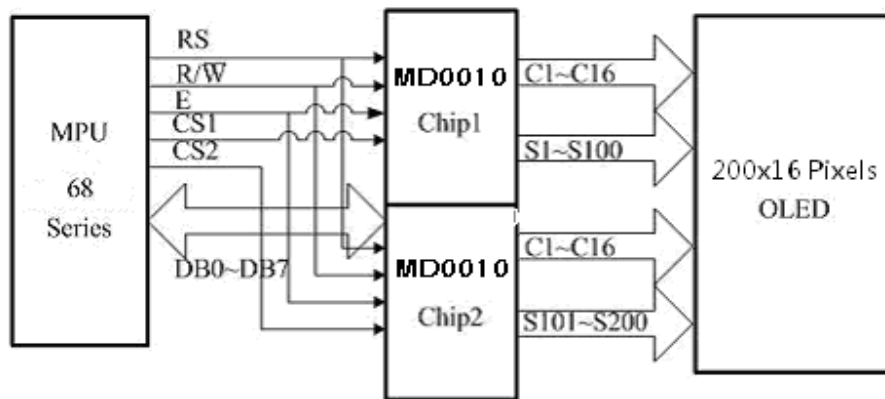 RS
R/W̅
E
CS1
CS2
MPU
68
Series
DB0~DB7
MD0010
Chip1
MD0010
Chip2
C1~C16
S1~S100
C1~C16
S101~S200
200x16 Pixels
OLED